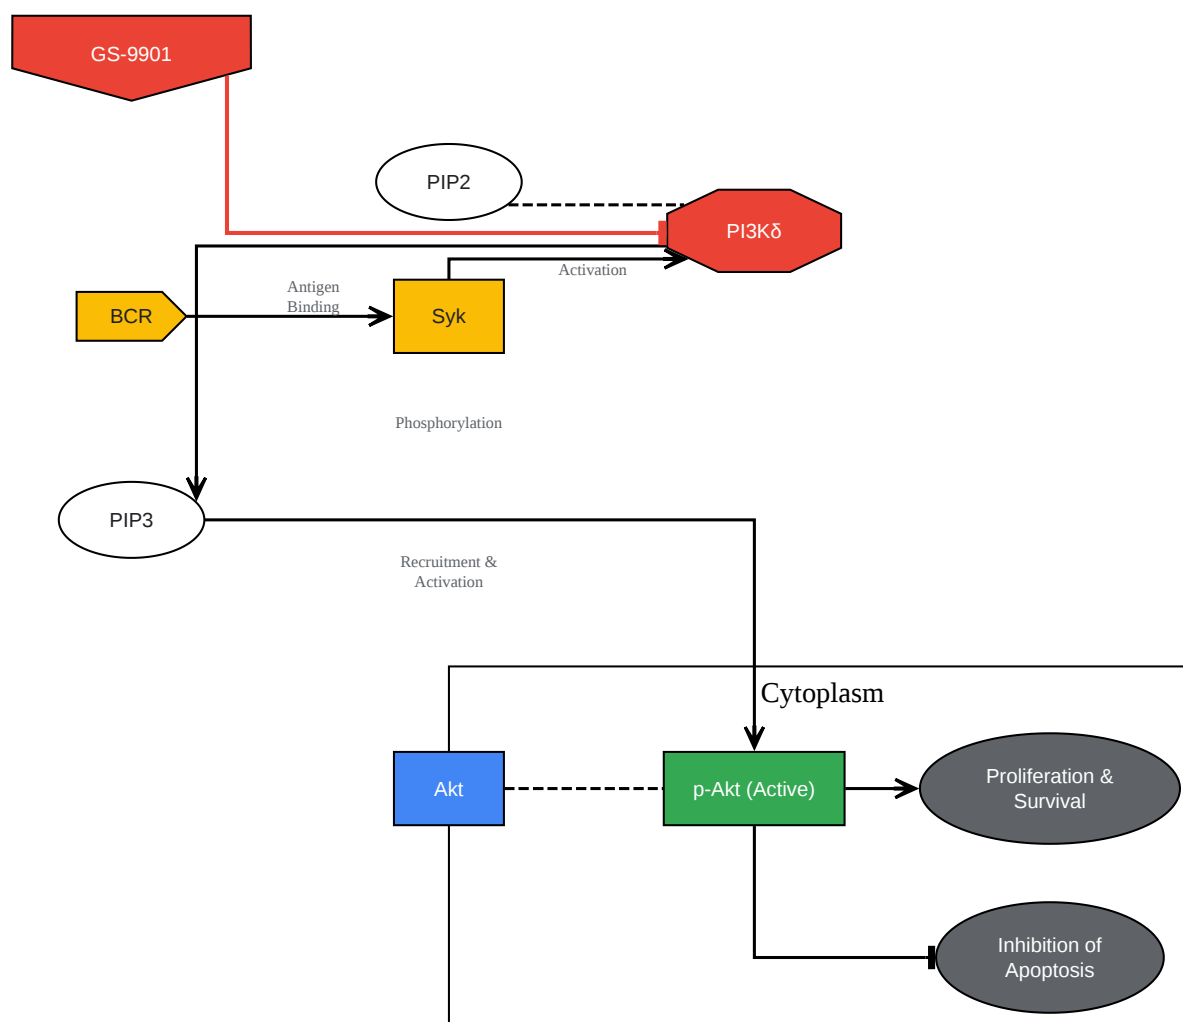 GS-9901
PIP2
PI3Kδ
Activation
Antigen
Binding
BCR
Syk
Phosphorylation
PIP3
Recruitment &
Activation
Cytoplasm
Akt
p-Akt (Active)
Proliferation &
Survival
Inhibition of
Apoptosis